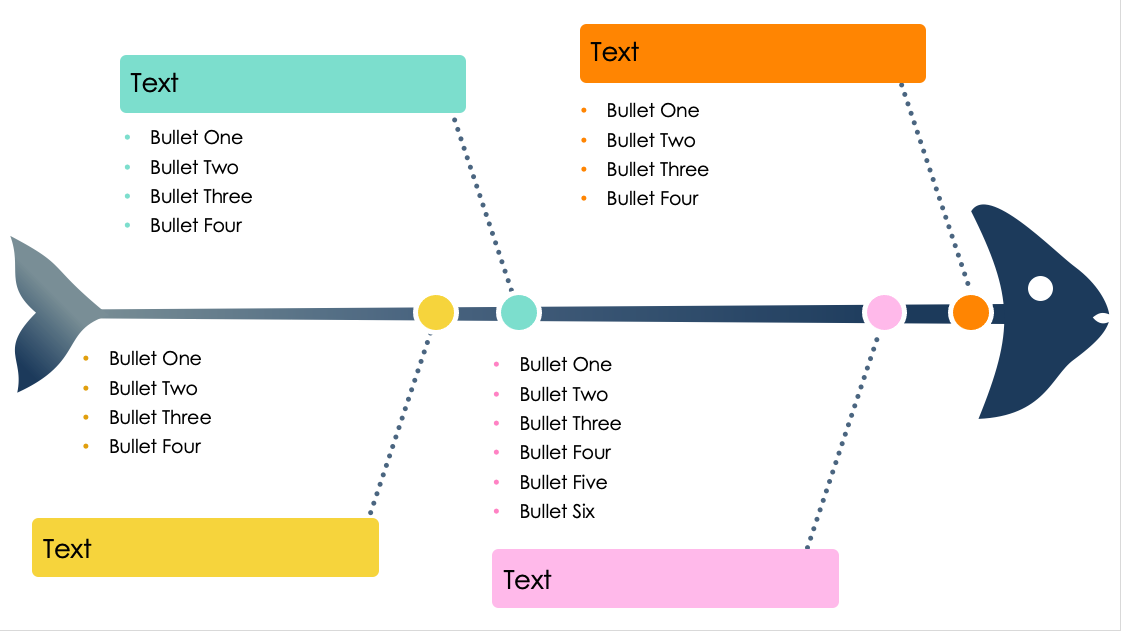 Text
• Bullet One
• Bullet Two
• Bullet Three
• Bullet Four
Text
• Bullet One
• Bullet Two
• Bullet Three
• Bullet Four
• Bullet One
• Bullet Two
• Bullet Three
• Bullet Four
Text
• Bullet One
• Bullet Two
• Bullet Three
• Bullet Four
• Bullet Five
• Bullet Six
Text